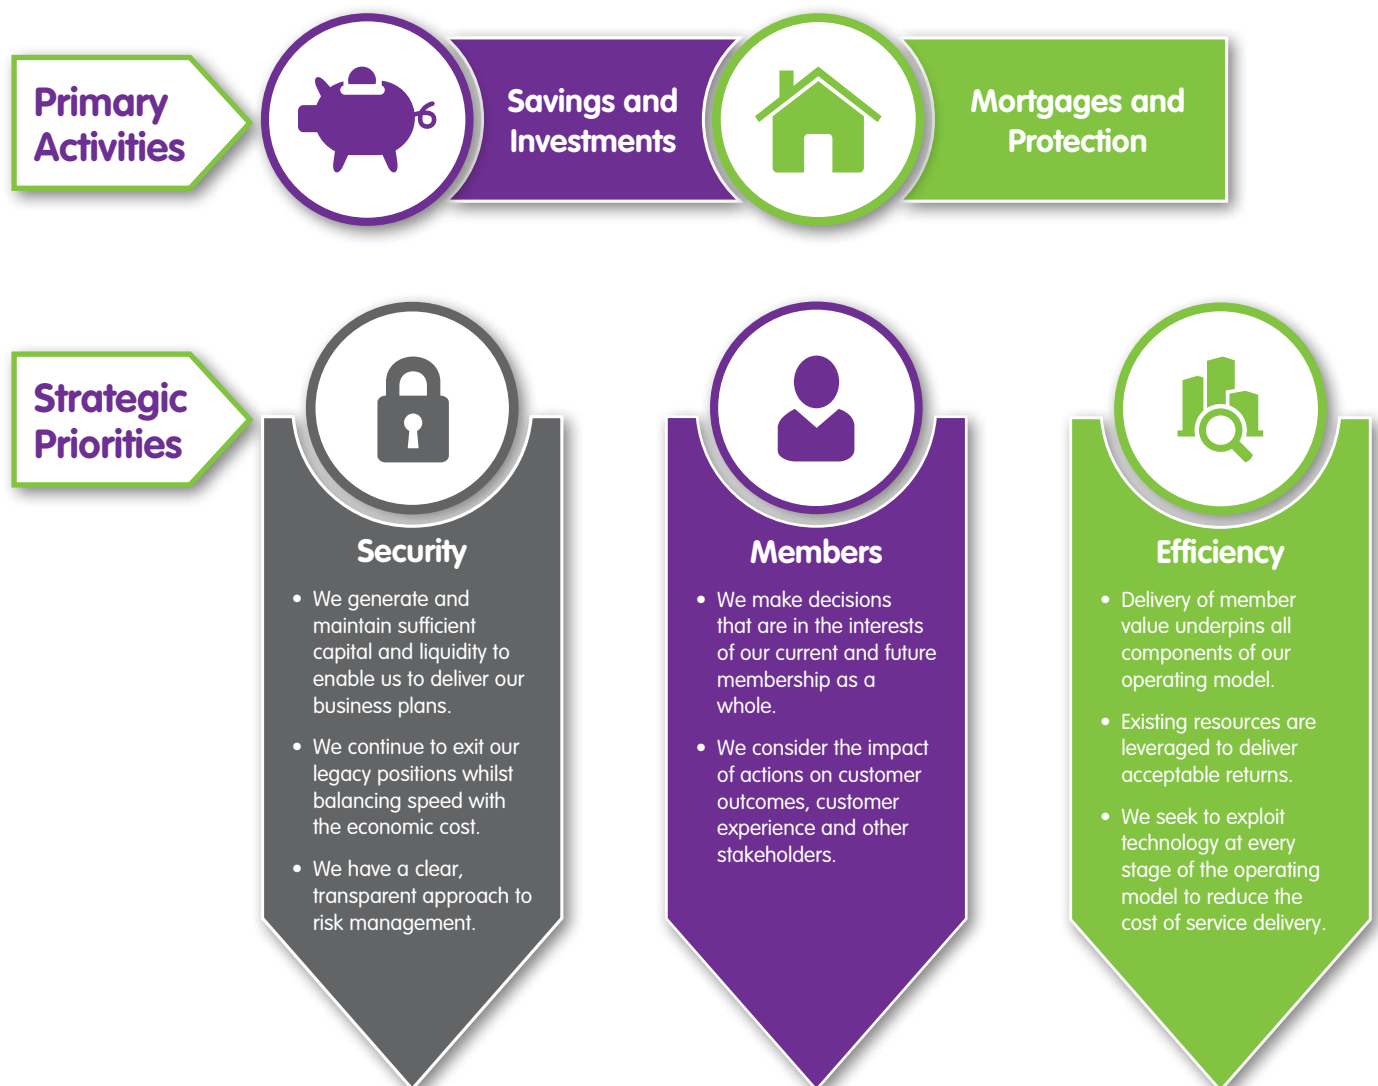 Primary
Activities
Savings and
Investments
Mortgages and
Protection
Strategic
Priorities
Security
• We generate and
maintain sufficient
capital and liquidity to
enable us to deliver our
business plans.
• We continue to exit our
legacy positions whilst
balancing speed with
the economic cost.
• We have a clear,
transparent approach to
risk management.
Members
• We make decisions
that are in the interests
of our current and future
membership as a
whole.
• We consider the impact
of actions on customer
outcomes, customer
experience and other
stakeholders.
Efficiency
• Delivery of member
value underpins all
components of our
operating model.
• Existing resources are
leveraged to deliver
acceptable returns.
• We seek to exploit
technology at every
stage of the operating
model to reduce the
cost of service delivery.